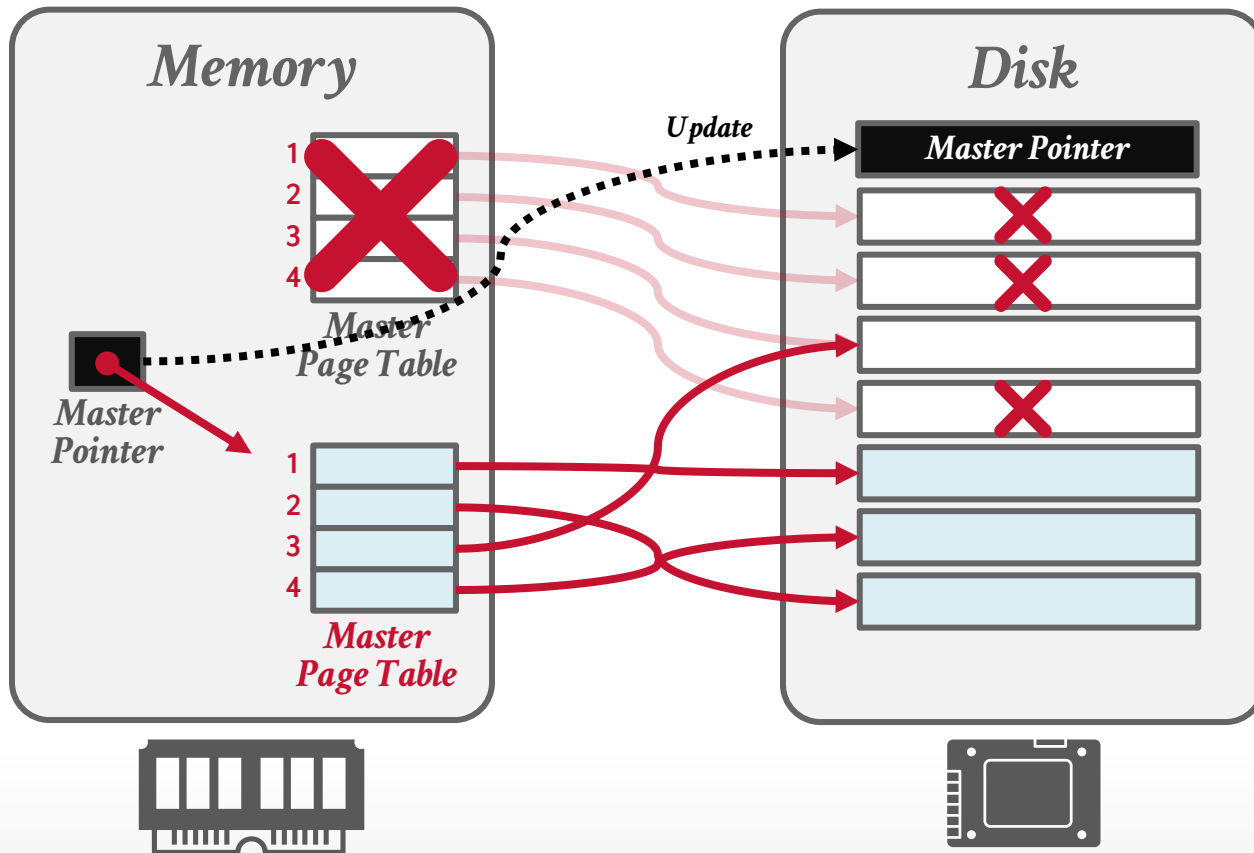 Memory
Disk
Update
Master Pointer
1
2
3
4
Master
Page Table
Master
Pointer
1
2
3
4
Master
Page Table